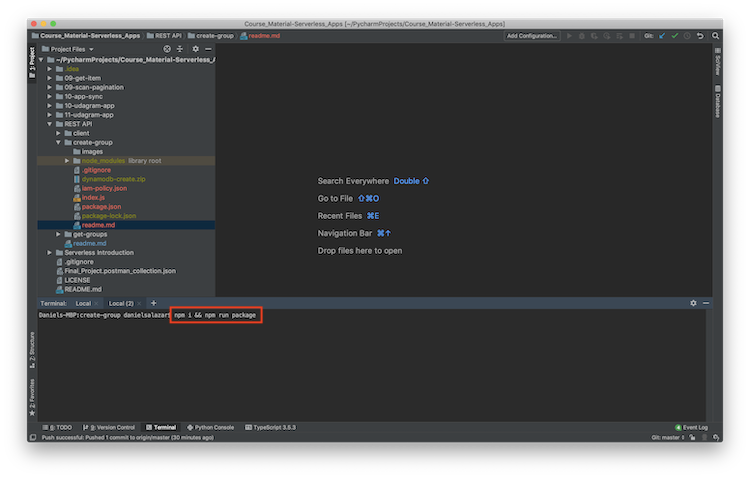 Course_Material-Serverless_Apps [~/PycharmProjects/Course_Material-Serverless_Apps]
Course_Material-Serverless_Apps REST API create-group readme.md Add Configuration... Git:
1: Project
Project Files
~/PycharmProjects/Course_Material-Serverless_A
.idea
09-get-item
09-scan-pagination
10-app-sync
10-udagram-app
11-udagram-app
REST API
client
create-group
images
node_modules library root
.gitignore
dynamodb-create.zip
iam-policy.json
index.js
package.json
package-lock.json
readme.md
get-groups
readme.md
Serverless Introduction
.gitignore
Final_Project.postman_collection.json
LICENSE
README.md
Search Everywhere Double ⇧
Go to File ⇧⌘O
Recent Files ⌘E
Navigation Bar ⌘↑
Drop files here to open
SciView
Database
Terminal: Local × Local (2) × +
Daniels-MBP:create-group danielsalazar$ npm i && npm run package
Z: Structure
2: Favorites
6: TODO 9: Version Control Terminal Python Console TypeScript 3.5.3 Event Log
Push successful: Pushed 1 commit to origin/master (30 minutes ago) Git: master